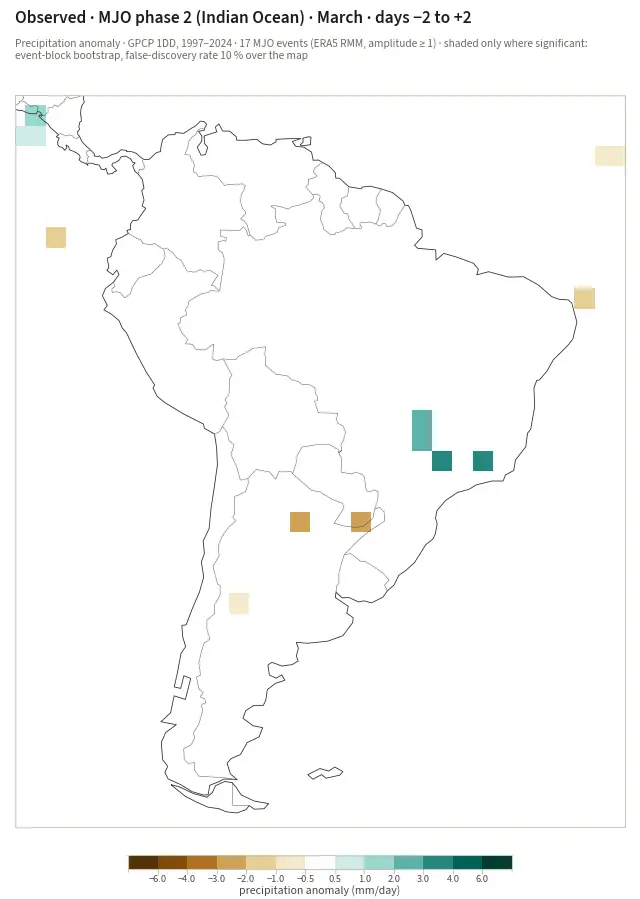 Observed · MJO phase 2 (Indian Ocean) · March · days −2 to +2
Precipitation anomaly · GPCP 1DD, 1997–2024 · 17 MJO events (ERA5 RMM, amplitude ≥ 1) · shaded only where significant:
event-block bootstrap, false-discovery rate 10 % over the map
−6.0 −4.0 −3.0 −2.0 −1.0 −0.5 0.5 1.0 2.0 3.0 4.0 6.0
precipitation anomaly (mm/day)